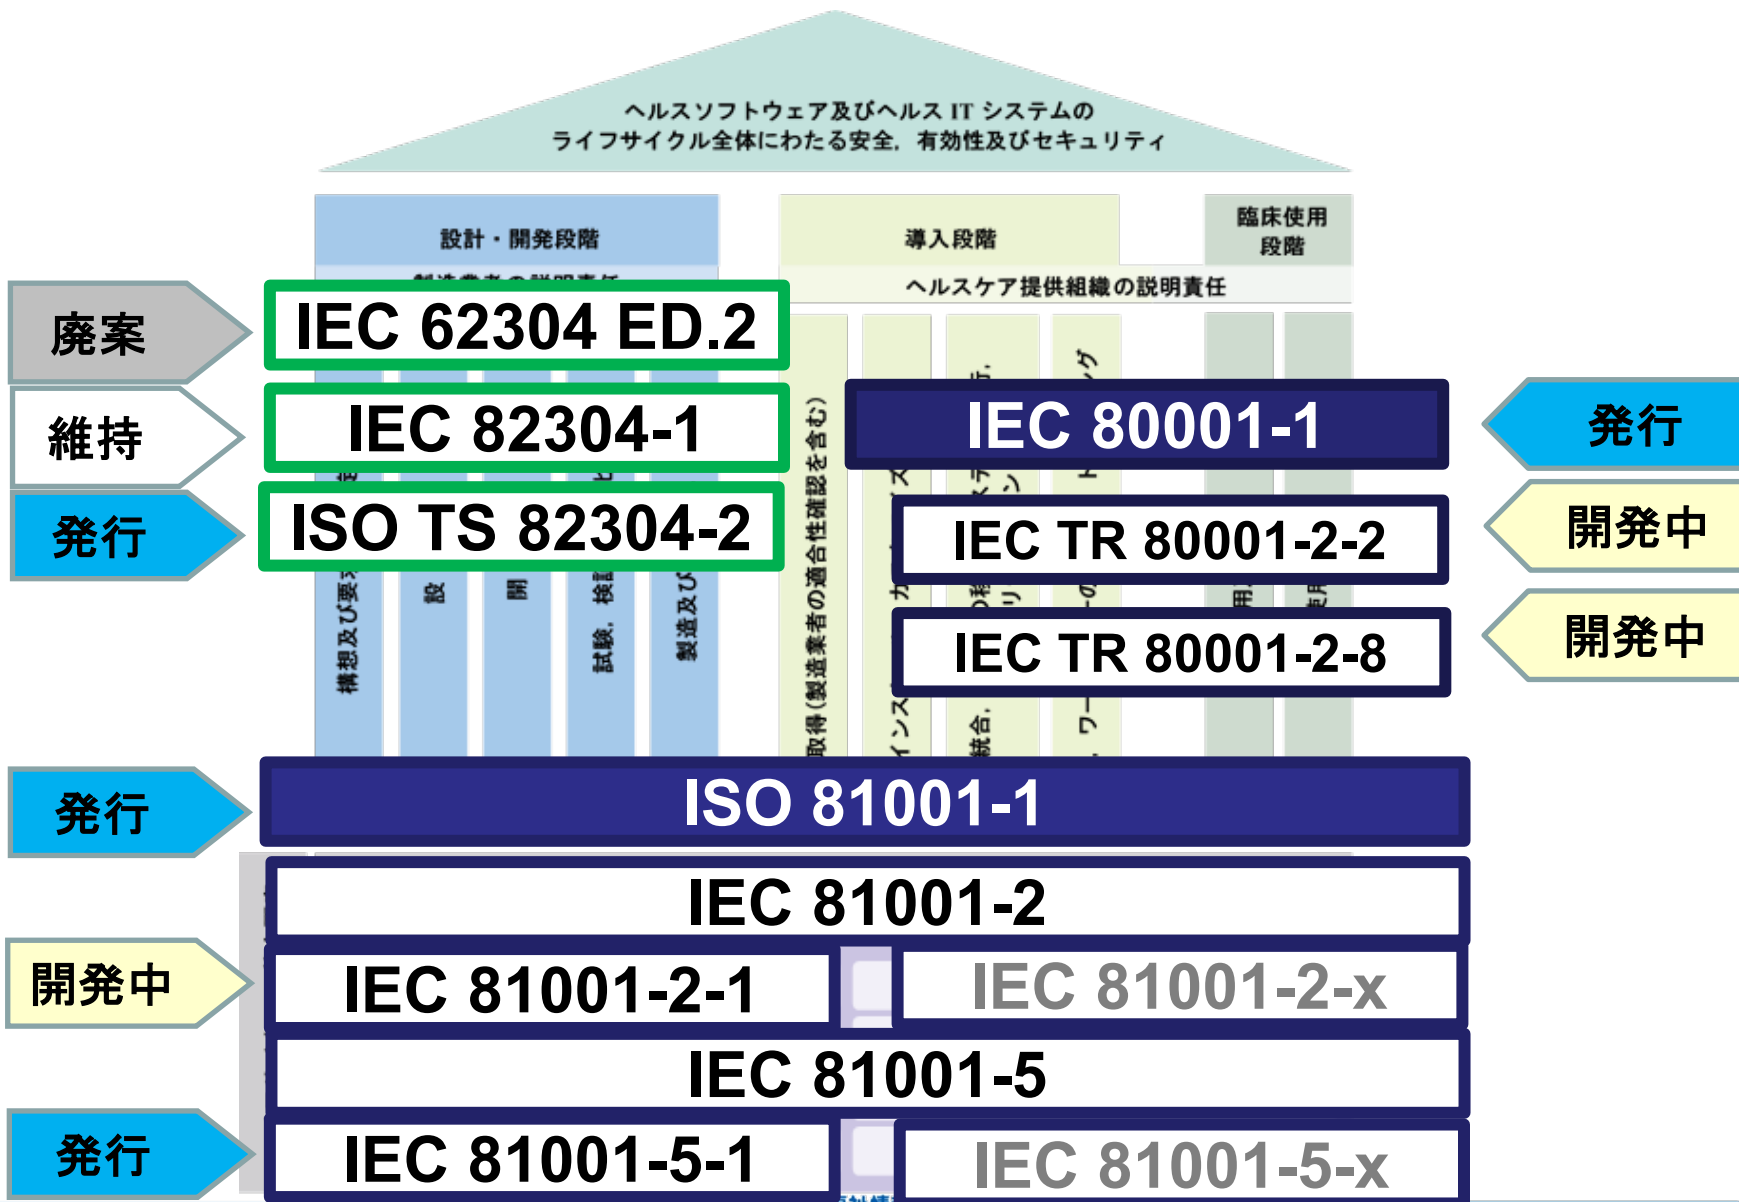 ヘルスソフトウェア及びヘルス IT システムの
ライフサイクル全体にわたる安全，有効性及びセキュリティ
設計・開発段階
導入段階
臨床使用
段階
ヘルスケア提供組織の説明責任
廃案
IEC 62304 ED.2
維持
IEC 82304-1
発行
ISO TS 82304-2
IEC 80001-1
発行
IEC TR 80001-2-2
開発中
IEC TR 80001-2-8
開発中
構想及び要求
設
開
試験，検証
製造及び
取得（製造業者の適合性確認を含む）
発行
ISO 81001-1
IEC 81001-2
開発中
IEC 81001-2-1
IEC 81001-2-x
IEC 81001-5
発行
IEC 81001-5-1
IEC 81001-5-x